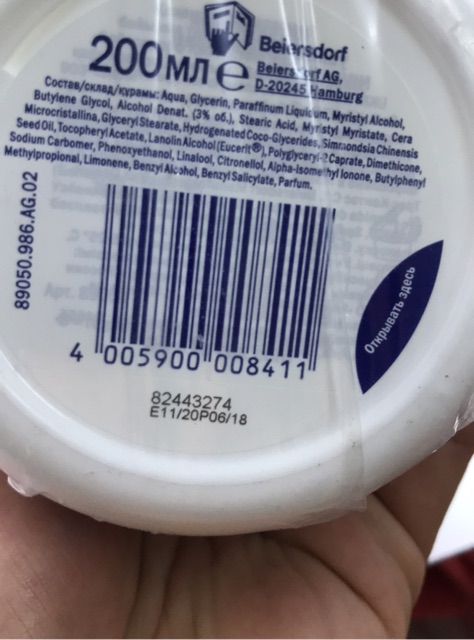 Beiersdorf
200мл e
Beiersdorf AG,
D-20245 Hamburg
Состав/склад/курамы: Aqua, Glycerin, Paraffinum Liquidum, Myristyl Alcohol,
Butylene Glycol, Alcohol Denat. (3% об.), Stearic Acid, Myristyl Myristate, Cera
Microcristallina, Glyceryl Stearate, Hydrogenated Coco-Glycerides, Simmondsia Chinensis
Seed Oil, Tocopheryl Acetate, Lanolin Alcohol (Eucerit®), Polyglyceryl-2 Caprate, Dimethicone,
Sodium Carbomer, Phenoxyethanol, Linalool, Citronellol, Alpha-Isomethyl Ionone, Butylphenyl
Methylpropional, Limonene, Benzyl Alcohol, Benzyl Salicylate, Parfum.
89050.986.AG.02
Открывать здесь
4 005900 008411
82443274
E11/20P06/18